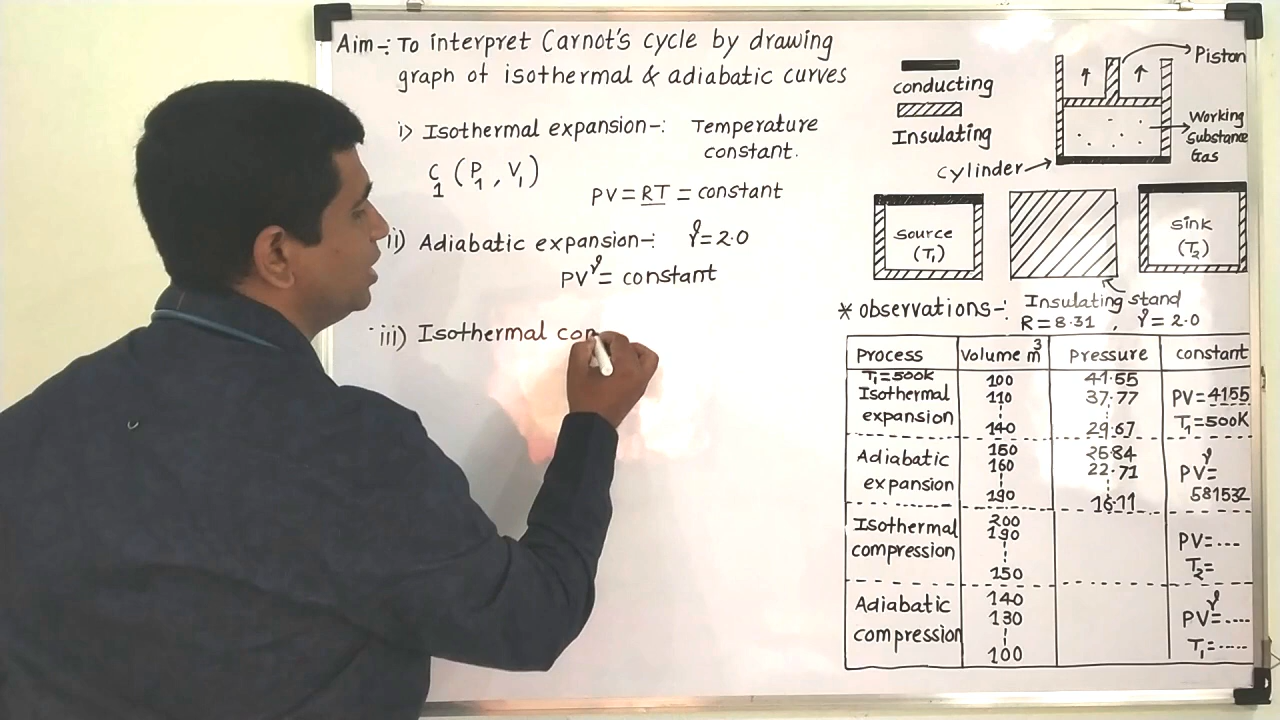 Aim-: To interpret Carnot's cycle by drawing
graph of isothermal & adiabatic curves
i) Isothermal expansion-: Temperature
constant.
C1 (P1, V1)
PV = RT = constant
ii) Adiabatic expansion-: γ=2.0
PV^γ = constant
iii) Isothermal com
conducting
Insulating
Piston
Working
Substance
Gas
Cylinder
Source
(T1)
Sink
(T2)
Insulating stand
* observations-:
R = 8.31 , γ = 2.0
Process Volume m³ Pressure constant
T1=500K 100 41.55
Isothermal 110 37.77 PV=4155
expansion 140 29.67 T1=500K
Adiabatic 150 25.84 PV^γ=
160 22.71
expansion 190 16.11 581532
Isothermal 200
190 PV=....
compression 150 T2=
Adiabatic 140
130 PV^γ=....
compression 100 T1=.....